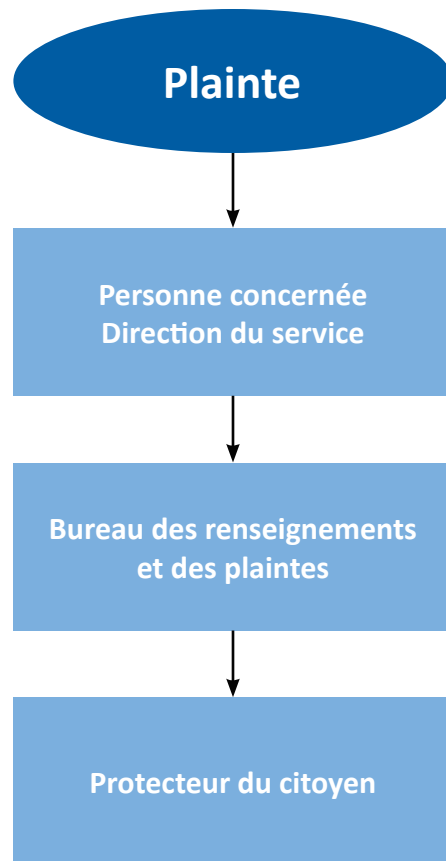 Plainte
Personne concernée
Direction du service
Bureau des renseignements
et des plaintes
Protecteur du citoyen